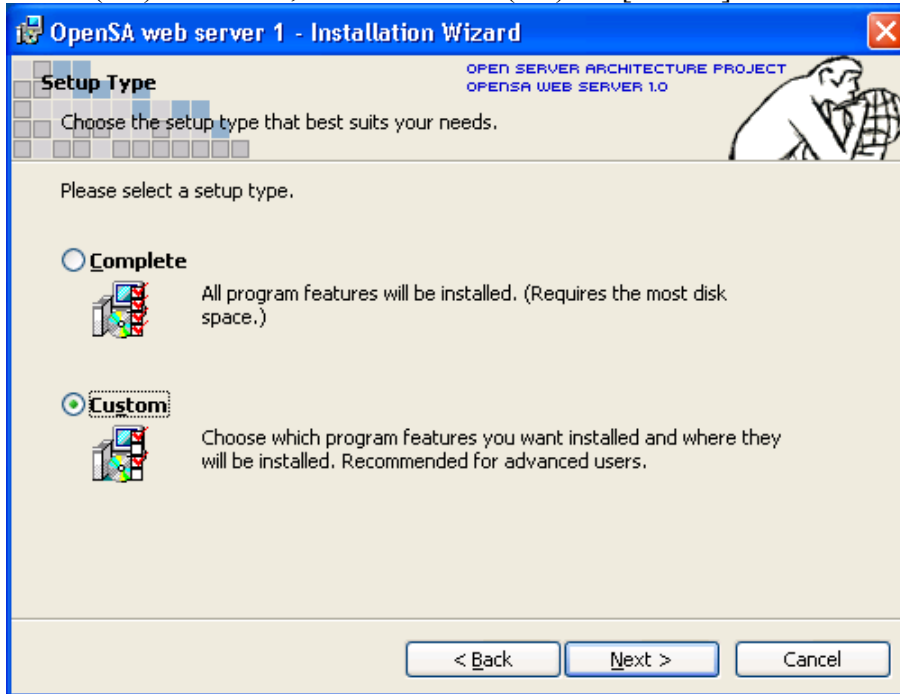 OpenSA web server 1 - Installation Wizard
OPEN SERVER ARCHITECTURE PROJECT
OPENSA WEB SERVER 1.0
Setup Type
Choose the setup type that best suits your needs.
Please select a setup type.
Complete
All program features will be installed. (Requires the most disk
space.)
Custom
Choose which program features you want installed and where they
will be installed. Recommended for advanced users.
< Back
Next >
Cancel